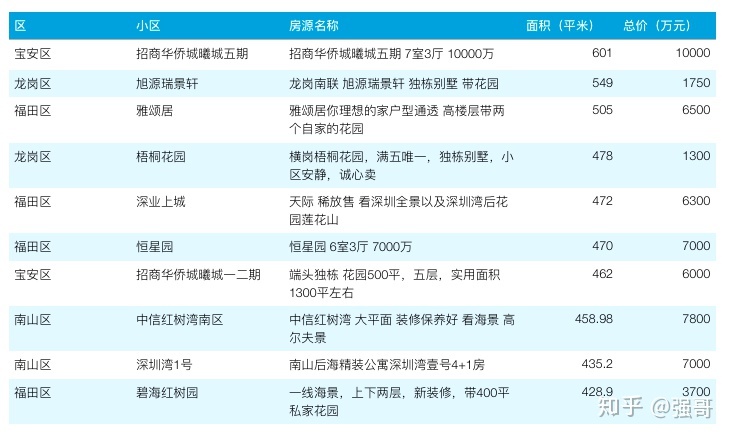 区 小区 房源名称 面积（平米） 总价（万元）
宝安区 招商华侨城曦城五期 招商华侨城曦城五期 7室3厅 10000万 601 10000
龙岗区 旭源瑞景轩 龙岗南联 旭源瑞景轩 独栋别墅 带花园 549 1750
福田区 雅颂居 雅颂居你理想的家户型通透 高楼层带两 505 6500
个自家的花园
龙岗区 梧桐花园 横岗梧桐花园，满五唯一，独栋别墅，小 478 1300
区安静，诚心卖
福田区 深业上城 天际 稀放售 看深圳全景以及深圳湾后花 472 6300
园莲花山
福田区 恒星园 恒星园 6室3厅 7000万 470 7000
宝安区 招商华侨城曦城一二期 端头独栋 花园500平，五层，实用面积 462 6000
1300平左右
南山区 中信红树湾南区 中信红树湾 大平面 装修保养好 看海景 高 458.98 7800
尔夫景
南山区 深圳湾1号 南山后海精装公寓深圳湾壹号4+1房 435.2 7000
福田区 碧海红树园 一线海景，上下两层，新装修，带400平 428.9 3700
私家花园
知乎 @强哥